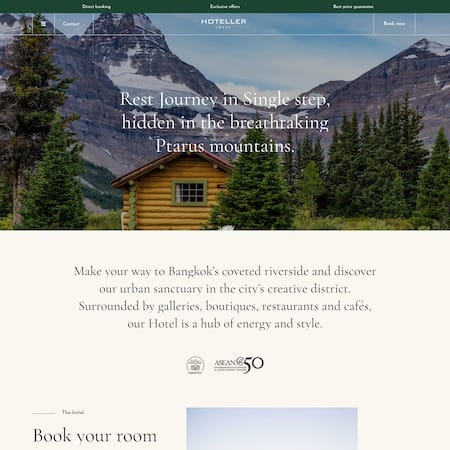 Direct booking Exclusive offers Best price guarantee
Contact HOTELLER Book now
LODGE
Rest Journey in Single step,
hidden in the breathtaking
Ptarus mountains.
Make your way to Bangkok's coveted riverside and discover
our urban sanctuary in the city's creative district.
Surrounded by galleries, boutiques, restaurants and cafés,
our Hotel is a hub of energy and style.
ASEAN@50
The hotel
Book your room